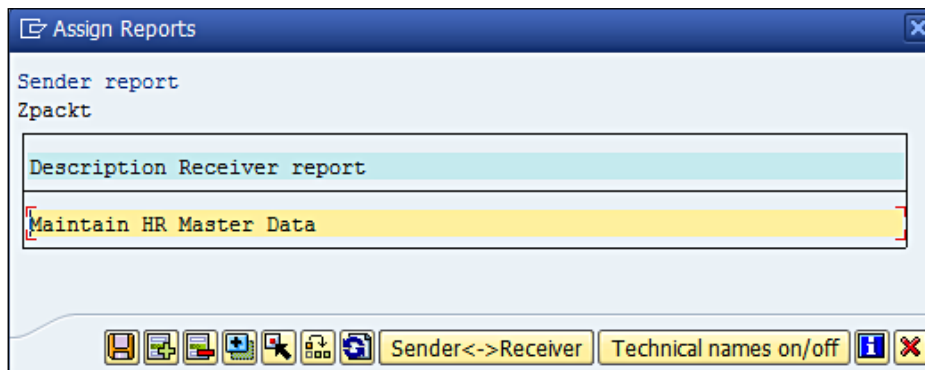 Assign Reports
Sender report
Zpackt
Description Receiver report
Maintain HR Master Data
Sender<->Receiver Technical names on/off